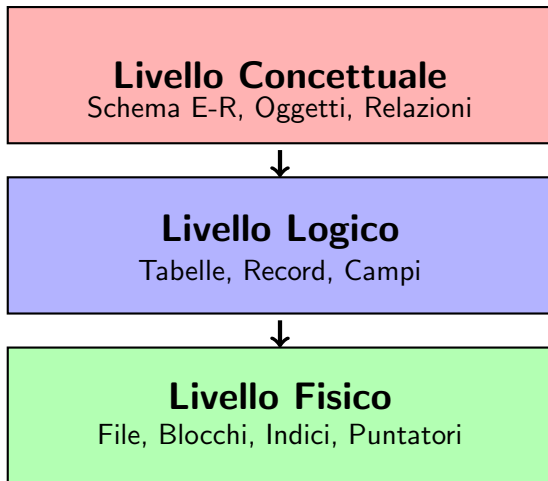 Livello Concettuale
Schema E-R, Oggetti, Relazioni
Livello Logico
Tabelle, Record, Campi
Livello Fisico
File, Blocchi, Indici, Puntatori